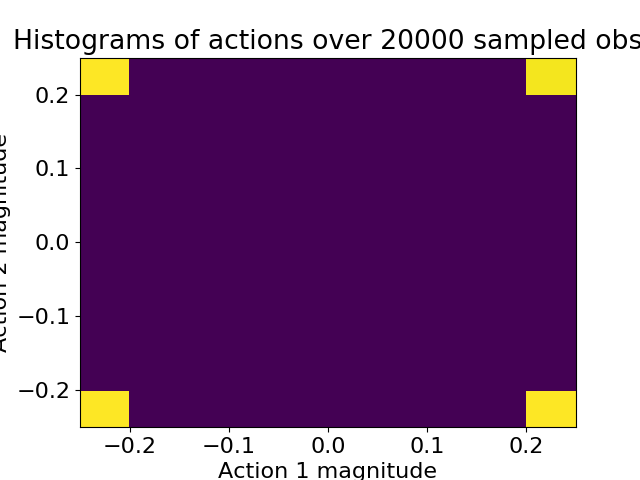 Histograms of actions over 20000 sampled obs
0.2
0.1
0.0
−0.1
−0.2
Action 2 magnitude
−0.2 −0.1 0.0 0.1 0.2
Action 1 magnitude